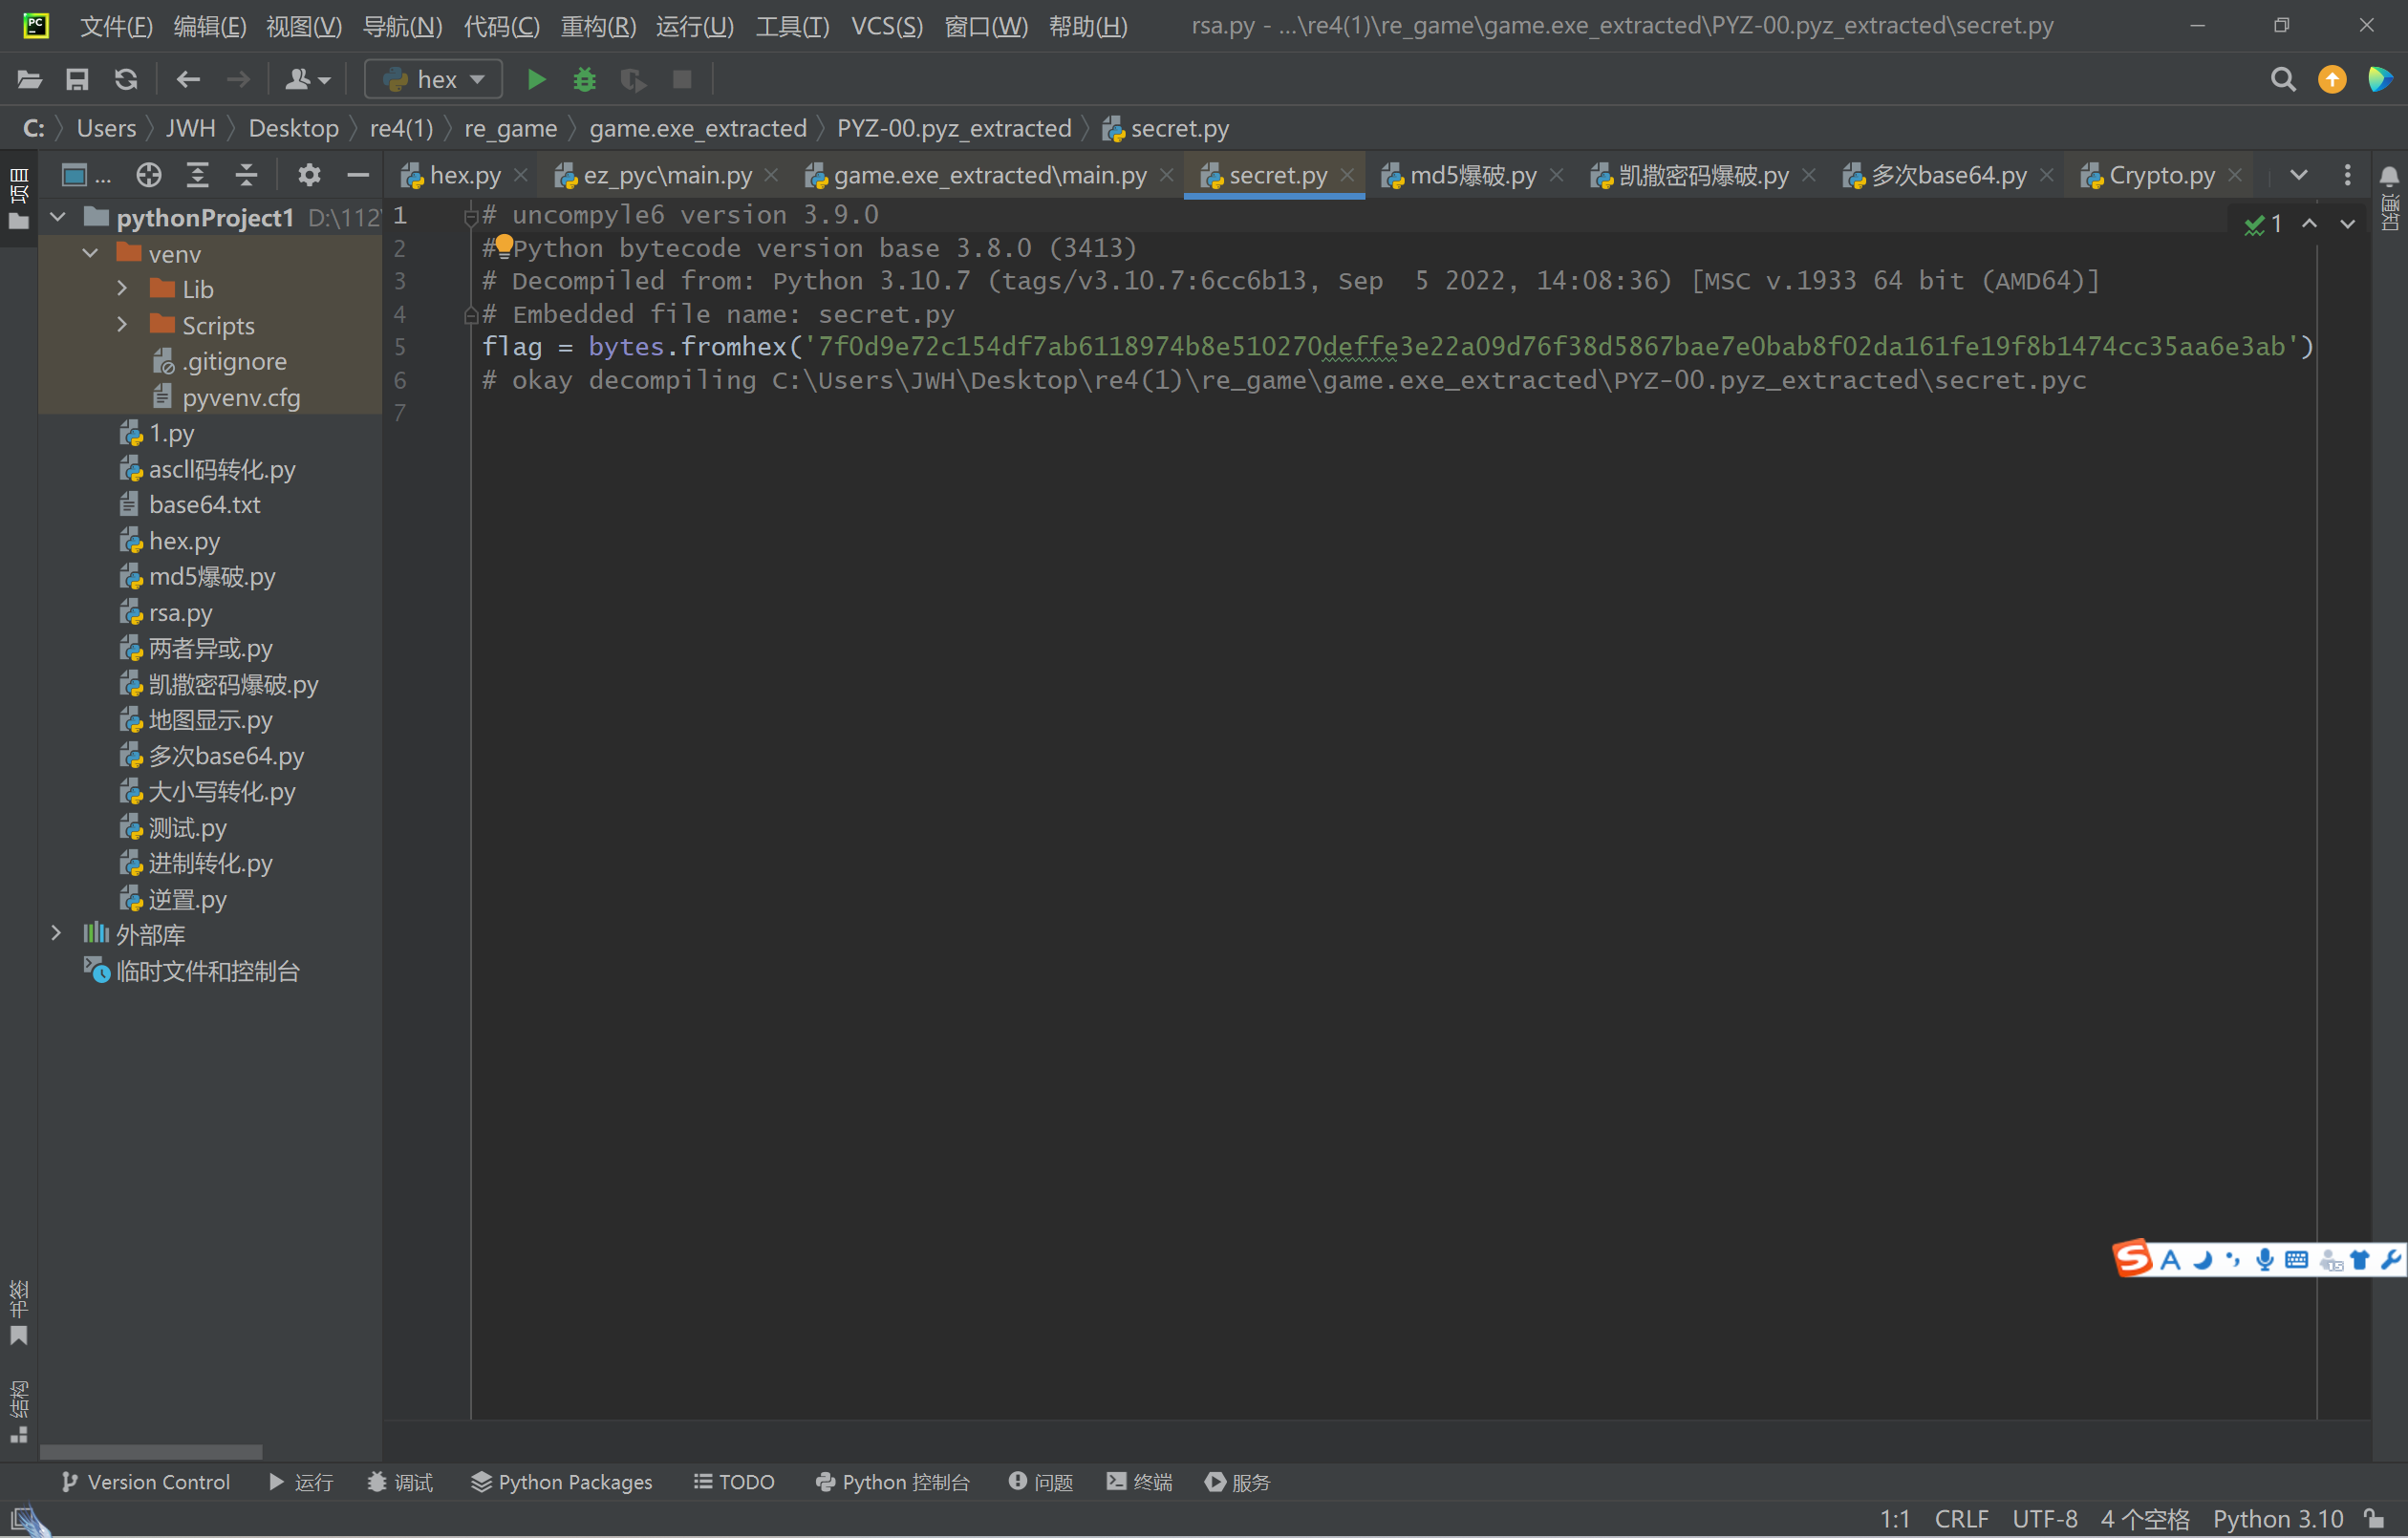 文件(F) 编辑(E) 视图(V) 导航(N) 代码(C) 重构(R) 运行(U) 工具(T) VCS(S) 窗口(W) 帮助(H) rsa.py - ...\re4(1)\re_game\game.exe_extracted\PYZ-00.pyz_extracted\secret.py
hex
C: Users JWH Desktop re4(1) re_game game.exe_extracted PYZ-00.pyz_extracted secret.py
项目
...
hex.py ez_pyc\main.py game.exe_extracted\main.py secret.py md5爆破.py 凯撒密码爆破.py 多次base64.py Crypto.py
通知
pythonProject1 D:\112\
venv
Lib
Scripts
.gitignore
pyvenv.cfg
1.py
ascll码转化.py
base64.txt
hex.py
md5爆破.py
rsa.py
两者异或.py
凯撒密码爆破.py
地图显示.py
多次base64.py
大小写转化.py
测试.py
进制转化.py
逆置.py
外部库
临时文件和控制台
1 # uncompyle6 version 3.9.0
2 # Python bytecode version base 3.8.0 (3413)
3 # Decompiled from: Python 3.10.7 (tags/v3.10.7:6cc6b13, Sep  5 2022, 14:08:36) [MSC v.1933 64 bit (AMD64)]
4 # Embedded file name: secret.py
5 flag = bytes.fromhex('7f0d9e72c154df7ab6118974b8e510270deffe3e22a09d76f38d5867bae7e0bab8f02da161fe19f8b1474cc35aa6e3ab')
6 # okay decompiling C:\Users\JWH\Desktop\re4(1)\re_game\game.exe_extracted\PYZ-00.pyz_extracted\secret.pyc
7
1
书签
结构
Version Control 运行 调试 Python Packages TODO Python 控制台 问题 终端 服务
1:1 CRLF UTF-8 4 个空格 Python 3.10